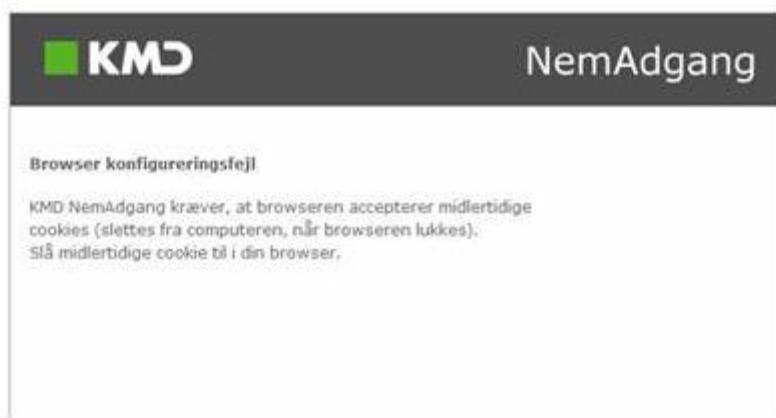 KMD
NemAdgang
Browser konfigureringsfejl
KMD NemAdgang kræver, at browseren accepterer midlertidige
cookies (slettes fra computeren, når browseren lukkes).
Slå midlertidige cookie til i din browser.